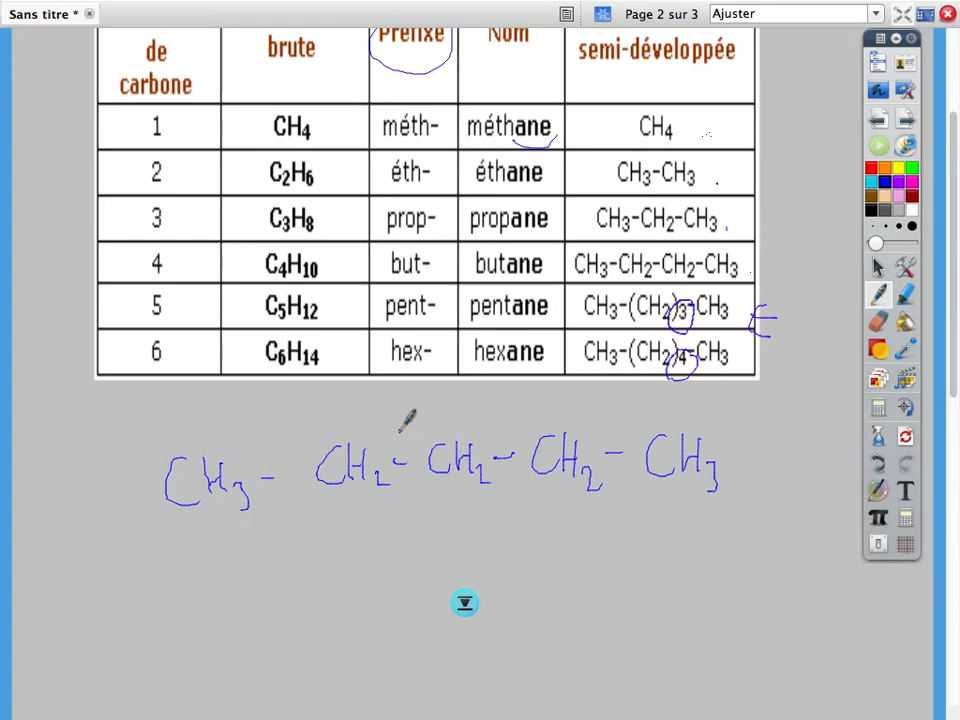 Sans titre *
Page 2 sur 3
Ajuster
de carbone
brute
Préfixe
Nom
semi-développée
1 CH4 méth- méthane CH4
2 C2H6 éth- éthane CH3-CH3
3 C3H8 prop- propane CH3-CH2-CH3
4 C4H10 but- butane CH3-CH2-CH2-CH3
5 C5H12 pent- pentane CH3-(CH2)3-CH3
6 C6H14 hex- hexane CH3-(CH2)4-CH3
CH3 - CH2 - CH2 - CH2 - CH3